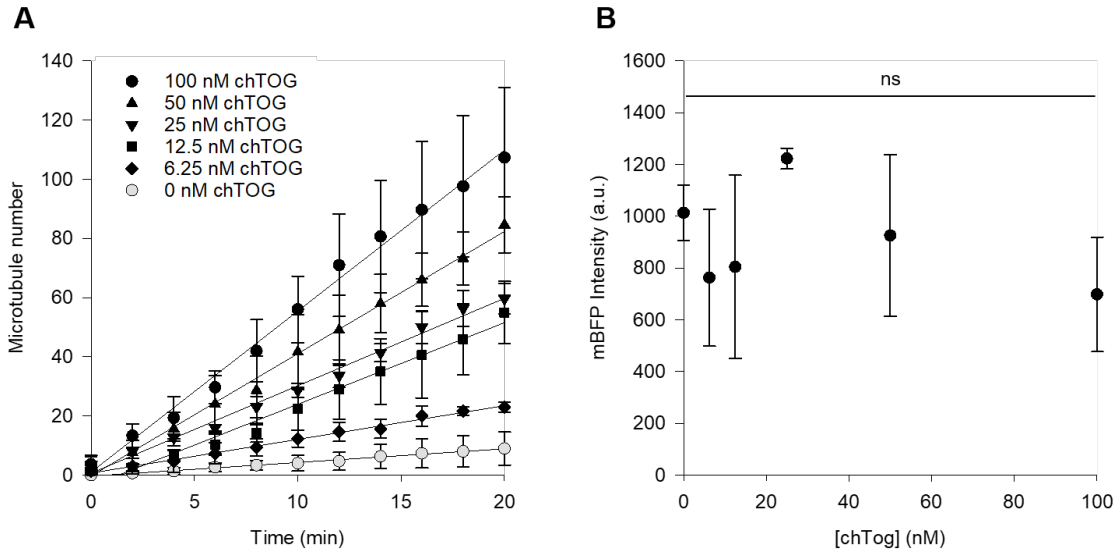 A
B
140
120
100
80
60
40
20
0
Microtubule number
100 nM chTOG
50 nM chTOG
25 nM chTOG
12.5 nM chTOG
6.25 nM chTOG
0 nM chTOG
0 5 10 15 20
Time (min)
1600
1400
1200
1000
800
600
400
200
0
mBFP Intensity (a.u.)
ns
0 20 40 60 80 100
[chTog] (nM)